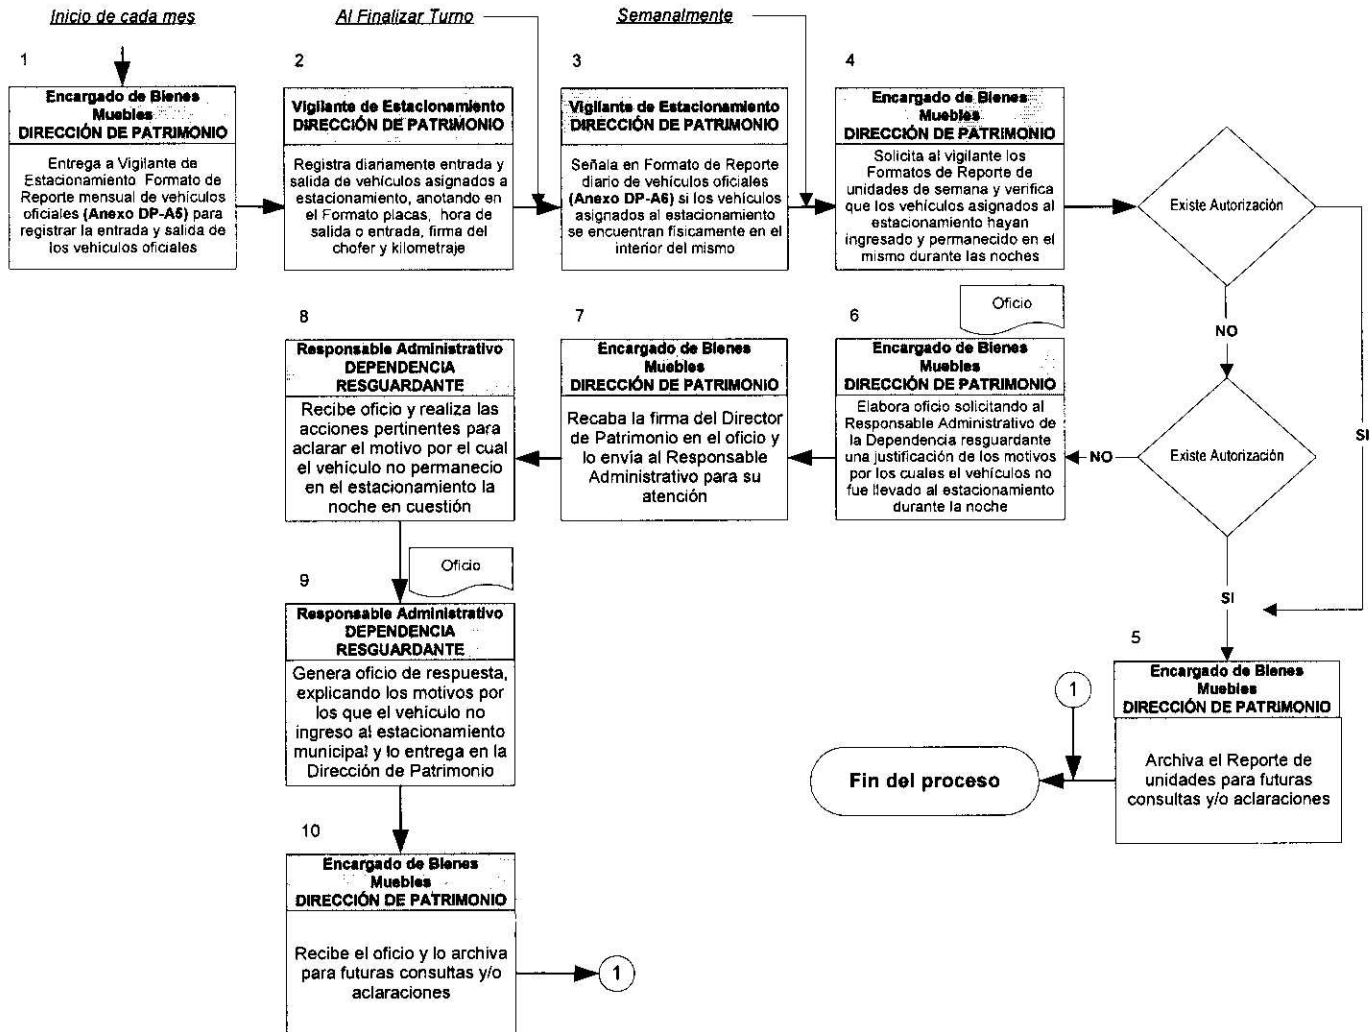 Inicio de cada mes
Al Finalizar Turno
Semanalmente
1
Encargado de Bienes
Muebles
DIRECCIÓN DE PATRIMONIO
Entrega a Vigilante de
Estacionamiento Formato de
Reporte mensual de vehículos
oficiales (Anexo DP-A5) para
registrar la entrada y salida de
los vehículos oficiales
2
Vigilante de Estacionamiento
DIRECCIÓN DE PATRIMONIO
Registra diariamente entrada y
salida de vehículos asignados a
estacionamiento, anotando en
el Formato placas, hora de
salida o entrada, firma del
chofer y kilometraje
3
Vigilante de Estacionamiento
DIRECCIÓN DE PATRIMONIO
Señala en Formato de Reporte
diario de vehículos oficiales
(Anexo DP-A6) si los vehículos
asignados al estacionamiento
se encuentran físicamente en el
interior del mismo
4
Encargado de Bienes
Muebles
DIRECCIÓN DE PATRIMONIO
Solicita al vigilante los
Formatos de Reporte de
unidades de semana y verifica
que los vehículos asignados al
estacionamiento hayan
ingresado y permanecido en el
mismo durante las noches
Existe Autorización
NO
SI
Existe Autorización
NO
SI
Oficio
6
Encargado de Bienes
Muebles
DIRECCIÓN DE PATRIMONIO
Elabora oficio solicitando al
Responsable Administrativo de
la Dependencia resguardante
una justificación de los motivos
por los cuales el vehículos no
fue llevado al estacionamiento
durante la noche
7
Encargado de Bienes
Muebles
DIRECCIÓN DE PATRIMONIO
Recaba la firma del Director
de Patrimonio en el oficio y
lo envía al Responsable
Administrativo para su
atención
8
Responsable Administrativo
DEPENDENCIA
RESGUARDANTE
Recibe oficio y realiza las
acciones pertinentes para
aclarar el motivo por el cual
el vehículo no permanecio
en el estacionamiento la
noche en cuestión
Oficio
9
Responsable Administrativo
DEPENDENCIA
RESGUARDANTE
Genera oficio de respuesta,
explicando los motivos por
los que el vehículo no
ingreso al estacionamiento
municipal y lo entrega en la
Dirección de Patrimonio
5
Encargado de Bienes
Muebles
DIRECCIÓN DE PATRIMONIO
Archiva el Reporte de
unidades para futuras
consultas y/o aclaraciones
1
Fin del proceso
10
Encargado de Bienes
Muebles
DIRECCIÓN DE PATRIMONIO
Recibe el oficio y lo archiva
para futuras consultas y/o
aclaraciones
1